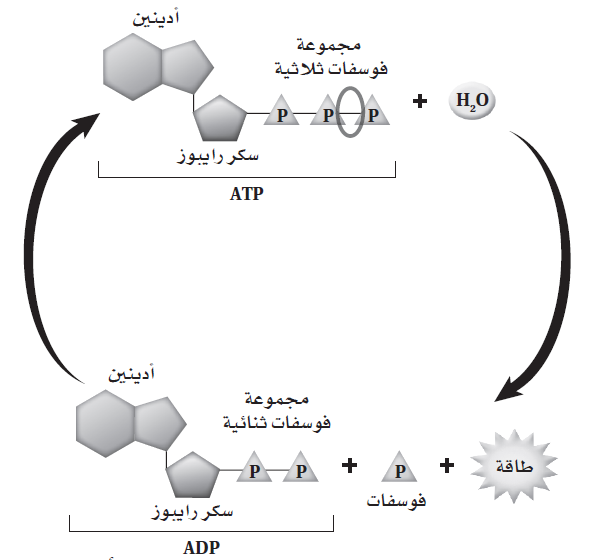 أدينين
مجموعة
فوسفات ثلاثية
P P P + H₂O
سكر رايبوز
ATP
أدينين
مجموعة
فوسفات ثنائية
P P + P + طاقة
فوسفات
سكر رايبوز
ADP